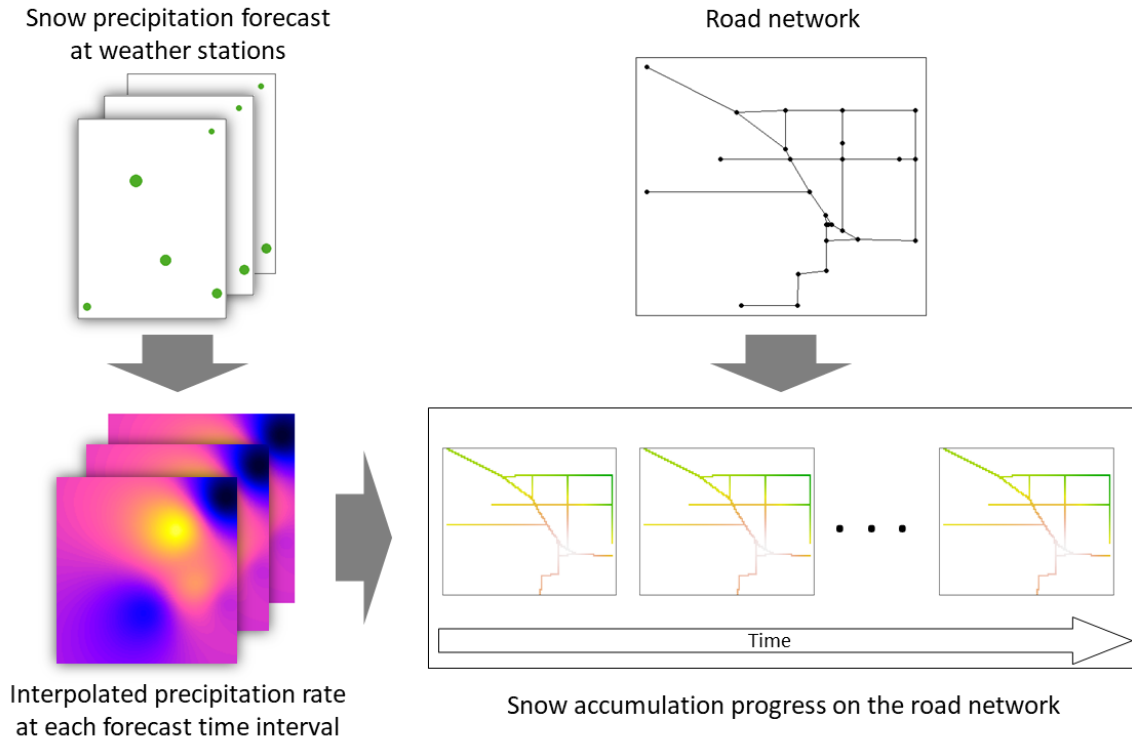 Snow precipitation forecast
at weather stations
Road network
Time
Interpolated precipitation rate
at each forecast time interval
Snow accumulation progress on the road network